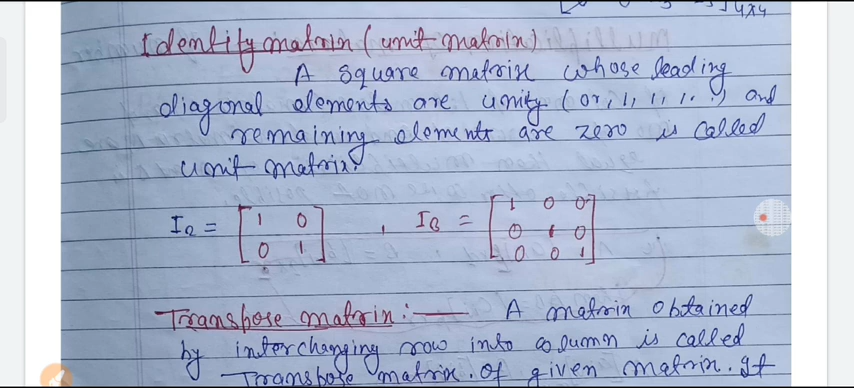 ]4x4
Identity matrix (unit matrix)
A square matrix whose leading
diagonal elements are unity (or, 1, 1, 1, . .) and
remaining elements are zero is called
unit matrix.
I2 = [ 1 0 , I3 = [ 1 0 0
0 1 ] 0 1 0
0 0 1 ]
Transpose matrix :— A matrix obtained
by interchanging row into column is called
Transpose matrix. Of given matrix. If